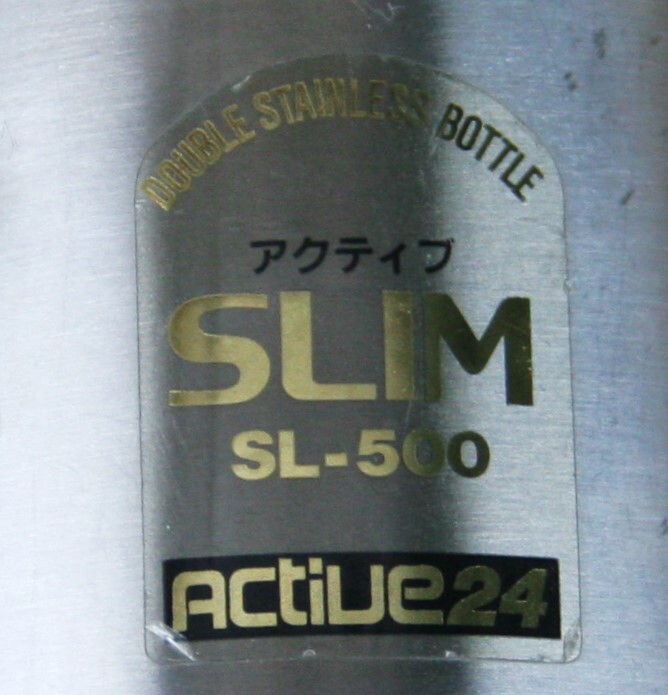 DOUBLE STAINLESS BOTTLE
アクティブ
SLIM
SL-500
Active24